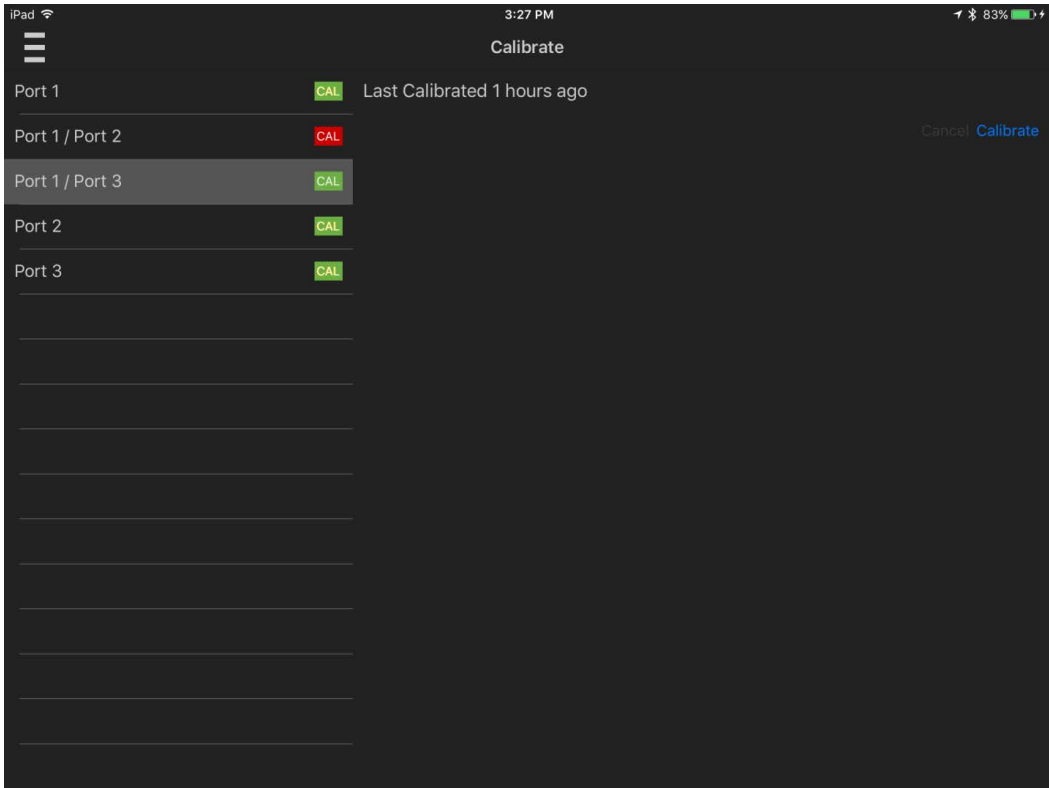 iPad 3:27 PM 83%
Calibrate
Port 1 CAL Last Calibrated 1 hours ago
Port 1 / Port 2 CAL Cancel Calibrate
Port 1 / Port 3 CAL
Port 2 CAL
Port 3 CAL